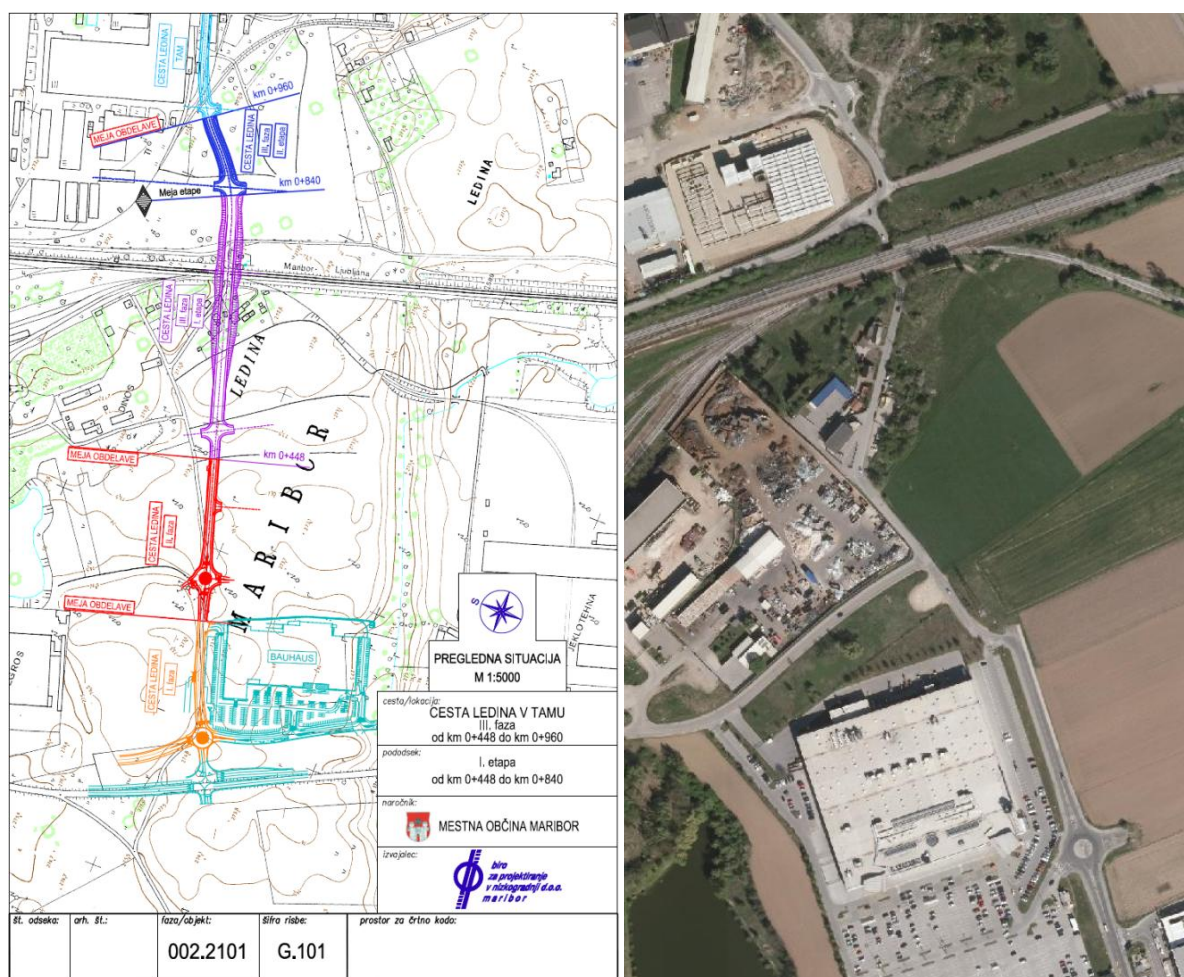 CESTA LEDINA
TAM
km 0+960
MEJA OBDELAVE
CESTA LEDINA
III. faza
II. etapa
km 0+840
Meja etape
LEDINA
Maribor - Ljubljana
CESTA LEDINA
III. faza
I. etapa
LEDINA
DINOS
MARIBOR
MEJA OBDELAVE
km 0+448
CESTA LEDINA
II. faza
MEJA OBDELAVE
CESTA LEDINA
I. faza
BAUHAUS
S
JEKLOTEHNA
PREGLEDNA SITUACIJA
M 1:5000
cesta/lokacija:
CESTA LEDINA V TAMU
III. faza
od km 0+448 do km 0+960
pododsek:
I. etapa
od km 0+448 do km 0+840
naročnik:
MESTNA OBČINA MARIBOR
izvajalec:
biro
za projektiranje
v nizkogradnji d.o.o.
maribor
št. odseka:
arh. št.:
faza/objekt:
šifra risbe:
prostor za črtno kodo:
002.2101
G.101